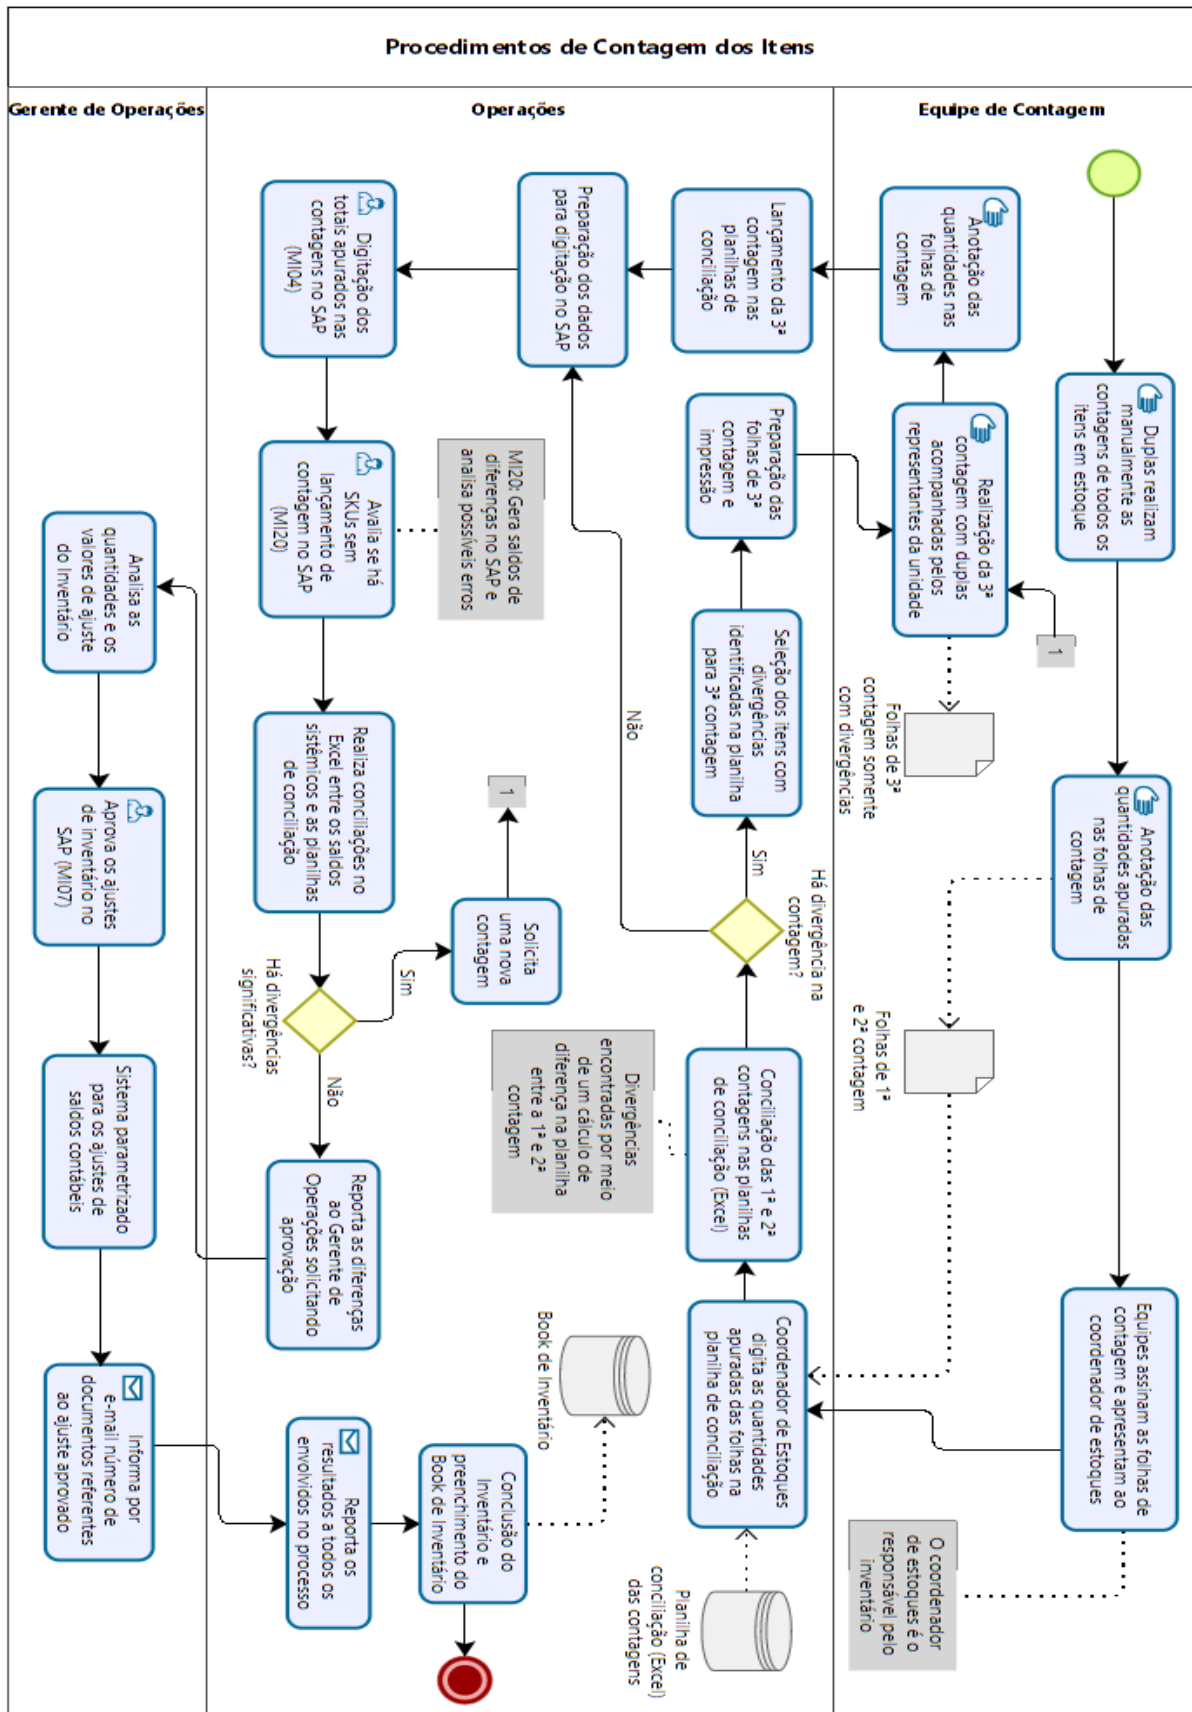 Procedimentos de Contagem dos Itens
Equipe de Contagem
Duplas realizam
manualmente as
contagens de todos os
itens em estoque
Anotação das
quantidades apuradas
nas folhas de
contagem
Equipes assinam as folhas de
contagem e apresentam ao
coordenador de estoques
O coordenador
de estoques é o
responsável pelo
inventário
Folhas de 1ª
e 2ª contagem
Anotação das
quantidades nas
folhas de
contagem
Realização da 3ª
contagem com duplas
acompanhadas pelos
representantes da unidade
1
Folhas de 3ª
contagem somente
com divergências
Operações
Coordenador de Estoques
digita as quantidades
apuradas das folhas na
planilha de conciliação
Planilha de
conciliação (Excel)
das contagens
Conciliação das 1ª e 2ª
contagens nas planilhas
de conciliação (Excel)
Divergências
encontradas por meio
de um cálculo de
diferença na planilha
entre a 1ª e 2ª
contagem
Há divergência na
contagem?
Sim
Não
Seleção dos itens com
divergências
identificadas na planilha
para 3ª contagem
Preparação das
folhas de 3ª
contagem e
impressão
Lançamento da 3ª
contagem nas
planilhas de
conciliação
Preparação dos dados
para digitação no SAP
Digitação dos
totais apurados nas
contagens no SAP
(MI04)
Avalia se há
lançamento de
SKUs sem
contagem no SAP
(MI20)
MI20: Gera saldos de
diferenças no SAP e
analisa possíveis erros
Realiza conciliações no
Excel entre os saldos
sistêmicos e as planilhas
de conciliação
Há divergências
significativas?
Sim
Solicita
uma nova
contagem
1
Não
Reporta as diferenças
ao Gerente de
Operações solicitando
aprovação
Gerente de Operações
Analisa as
quantidades e os
valores de ajuste
do Inventário
Aprova os ajustes
de inventário no
SAP (MI07)
Sistema parametrizado
para os ajustes de
saldos contábeis
Informa por
e-mail número de
documentos referentes
ao ajuste aprovado
Reporta os
resultados a todos os
envolvidos no processo
Conclusão do
Inventário e
preenchimento do
Book de Inventário
Book de Inventário